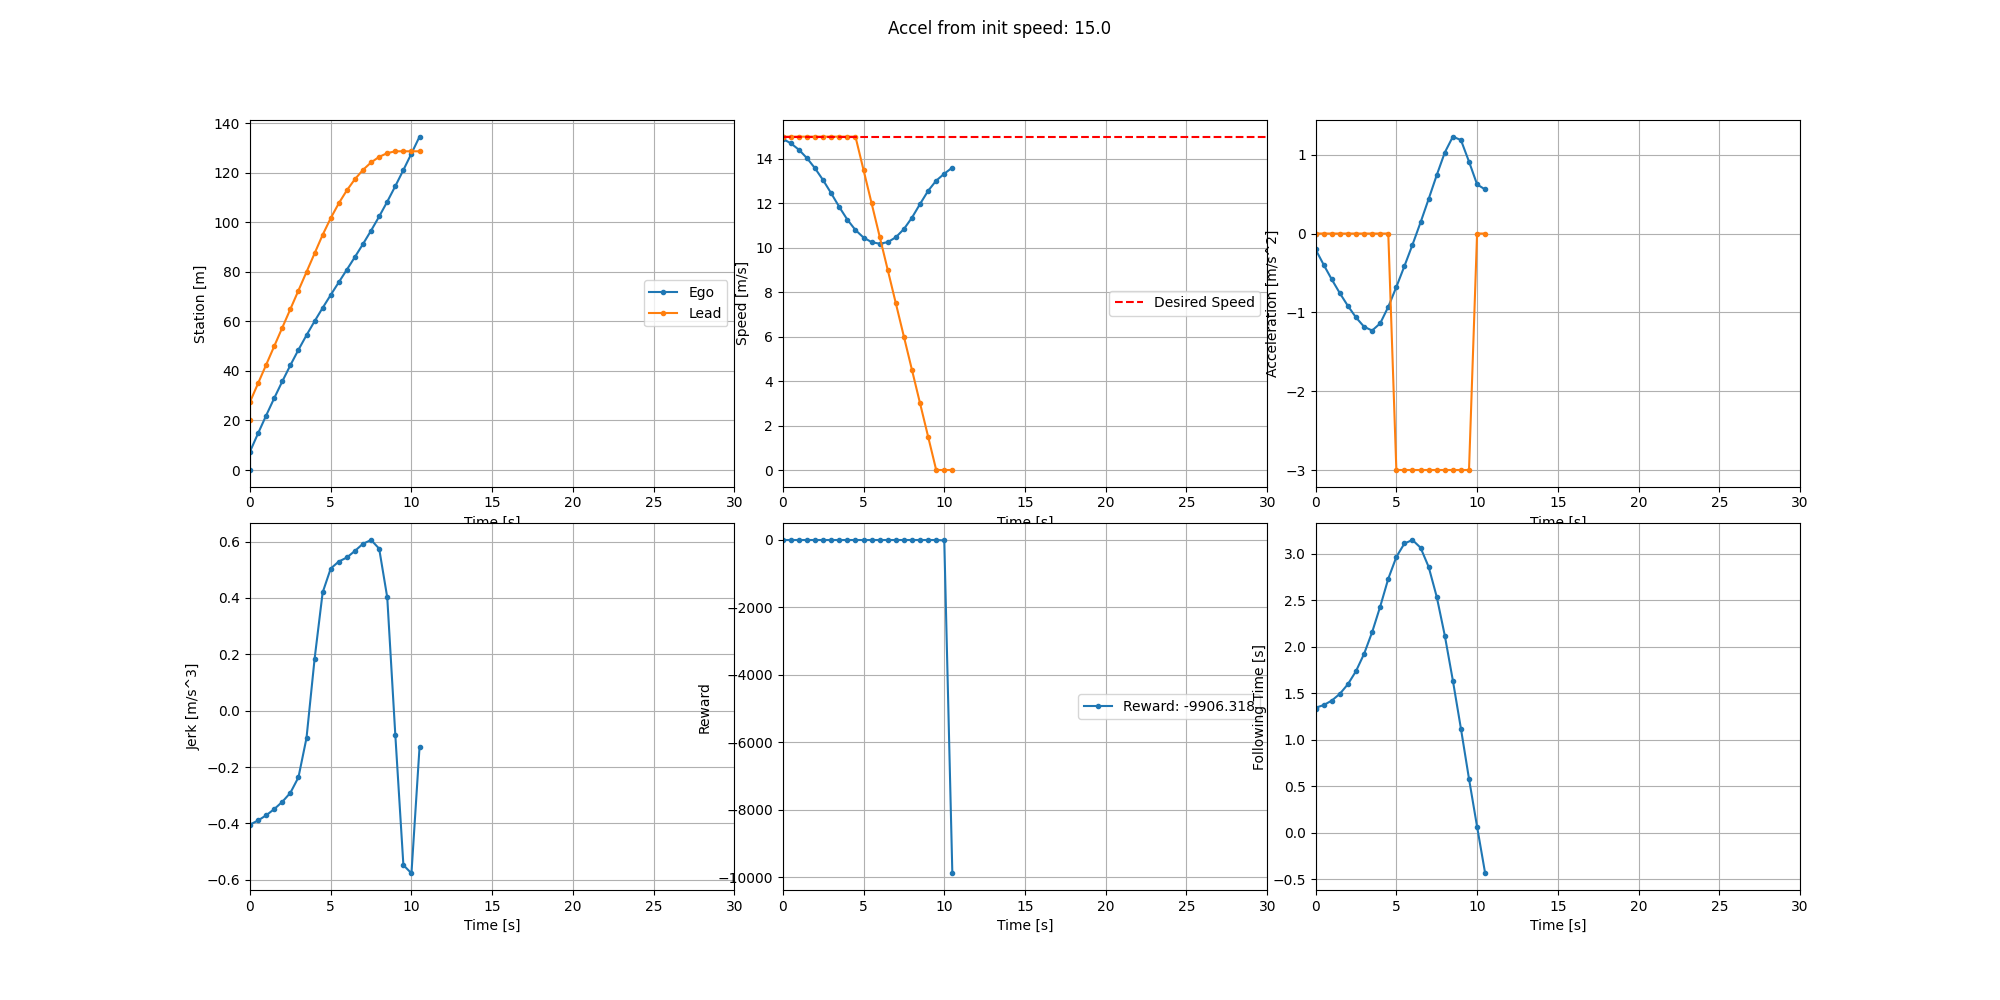 Accel from init speed: 15.0
140
120
100
80
60
40
20
0
Station [m]
Ego
Lead
0 5 10 15 20 25 30
Time [s]
14
12
10
8
6
4
2
0
Speed [m/s]
Desired Speed
0 5 10 15 20 25 30
Time [s]
1
0
−1
−2
−3
Acceleration [m/s^2]
0 5 10 15 20 25 30
Time [s]
0.6
0.4
0.2
0.0
−0.2
−0.4
−0.6
Jerk [m/s^3]
0 5 10 15 20 25 30
Time [s]
0
−2000
−4000
−6000
−8000
−10000
Reward
Reward: -9906.318
0 5 10 15 20 25 30
Time [s]
3.0
2.5
2.0
1.5
1.0
0.5
0.0
−0.5
Following Time [s]
0 5 10 15 20 25 30
Time [s]